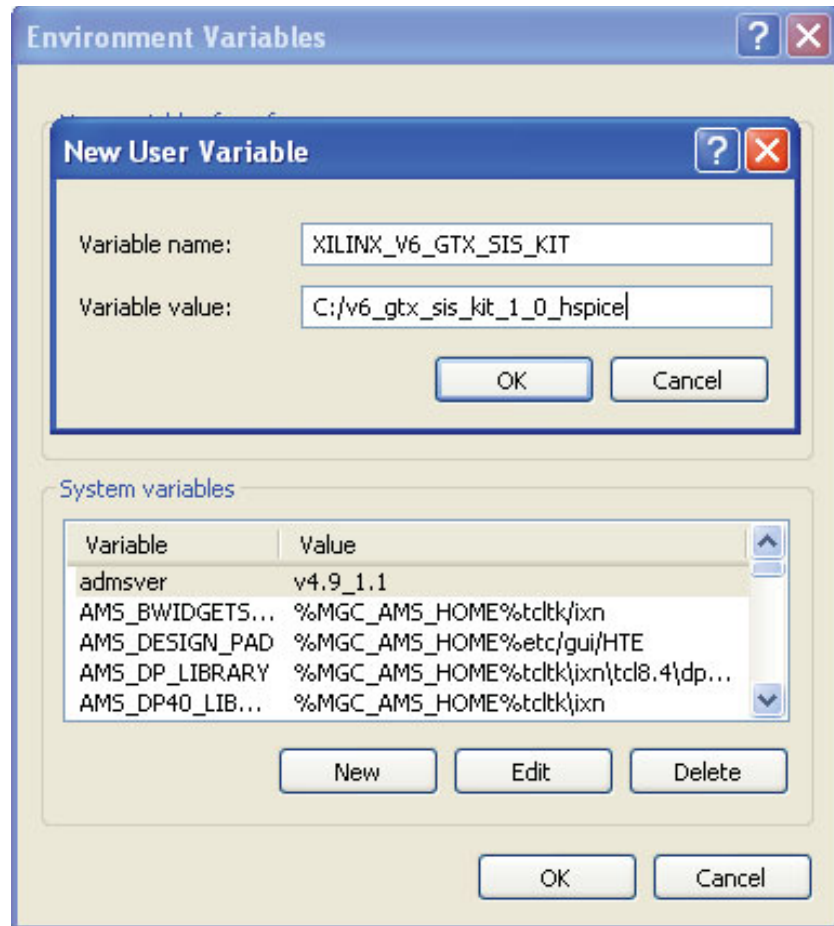 Environment Variables
New User Variable
Variable name: XILINX_V6_GTX_SIS_KIT
Variable value: C:/v6_gtx_sis_kit_1_0_hspice
OK Cancel
System variables
Variable Value
admsver v4.9_1.1
AMS_BWIDGETS... %MGC_AMS_HOME%tcltk/ixn
AMS_DESIGN_PAD %MGC_AMS_HOME%etc/gui/HTE
AMS_DP_LIBRARY %MGC_AMS_HOME%tcltk\ixn\tcl8.4\dp...
AMS_DP40_LIB... %MGC_AMS_HOME%tcltk\ixn
New Edit Delete
OK Cancel